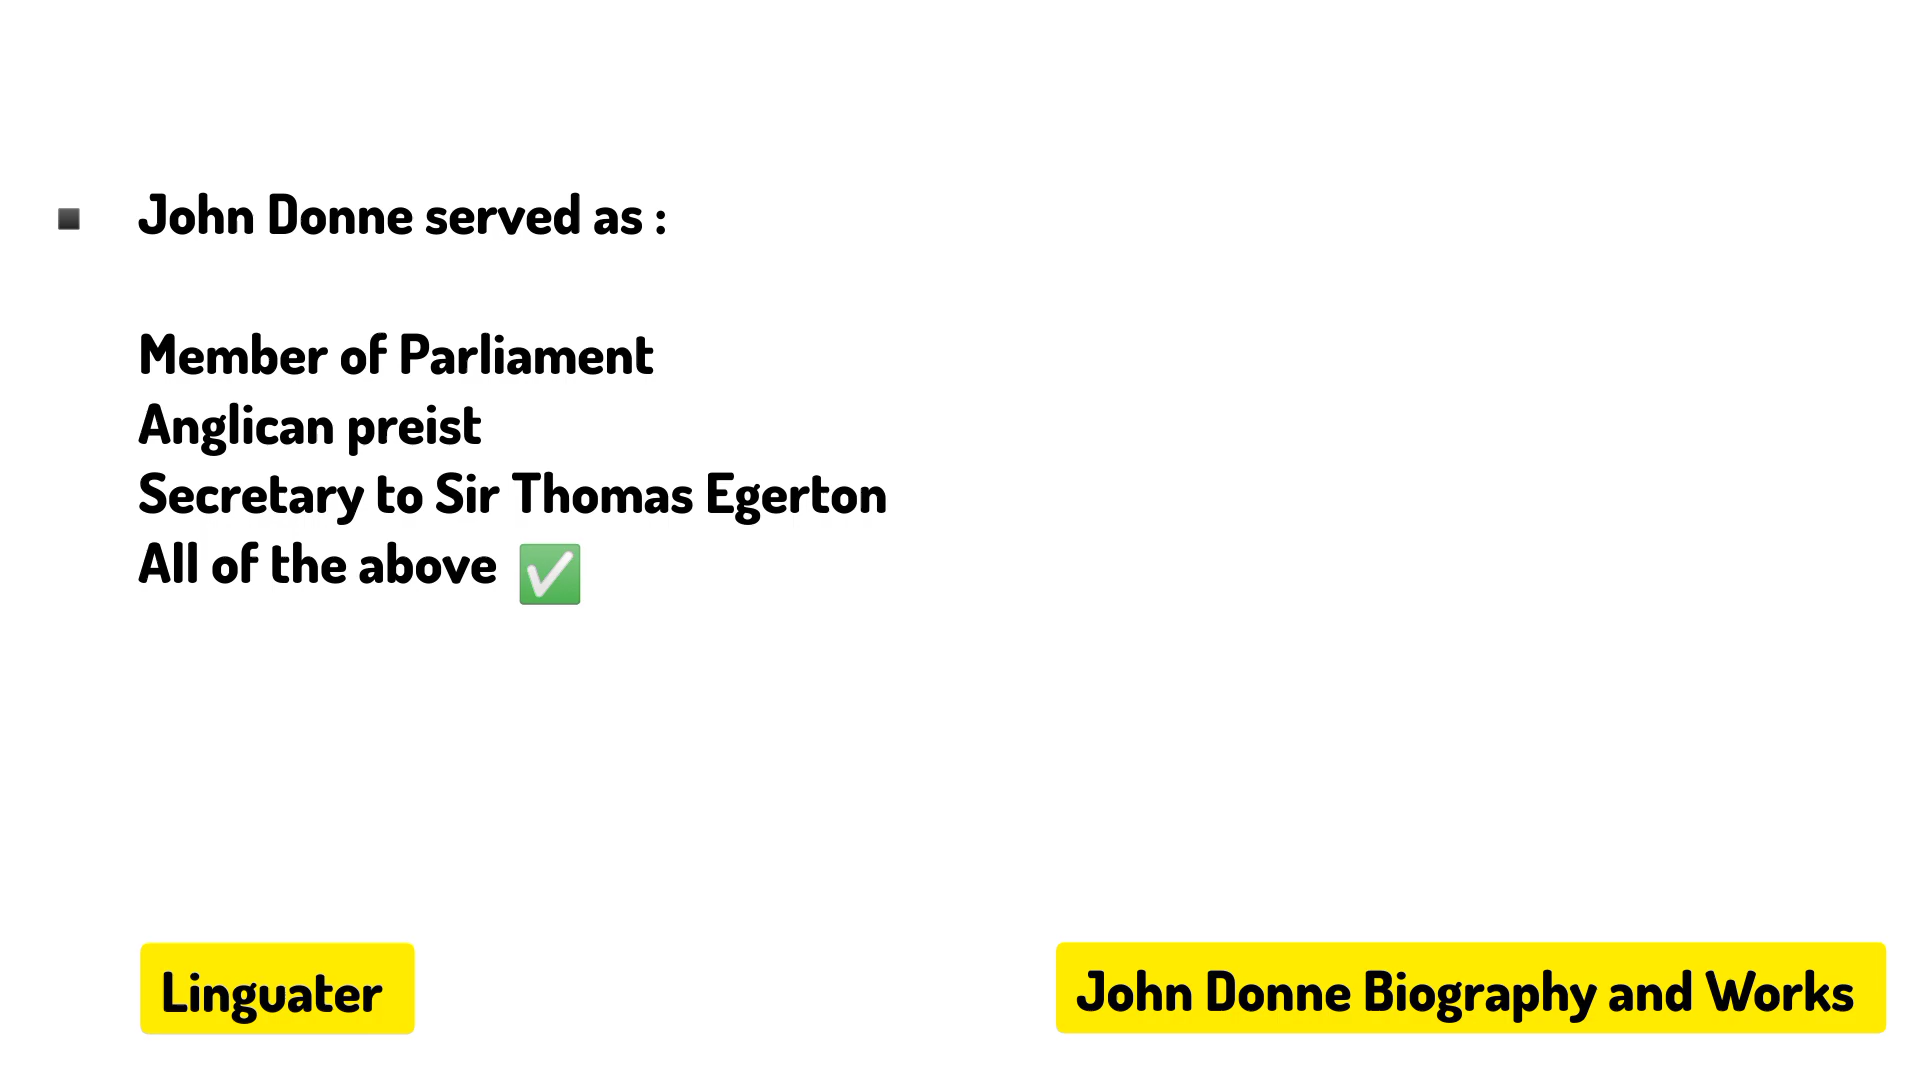 ▪ John Donne served as :
Member of Parliament
Anglican preist
Secretary to Sir Thomas Egerton
All of the above ✅
Linguater
John Donne Biography and Works